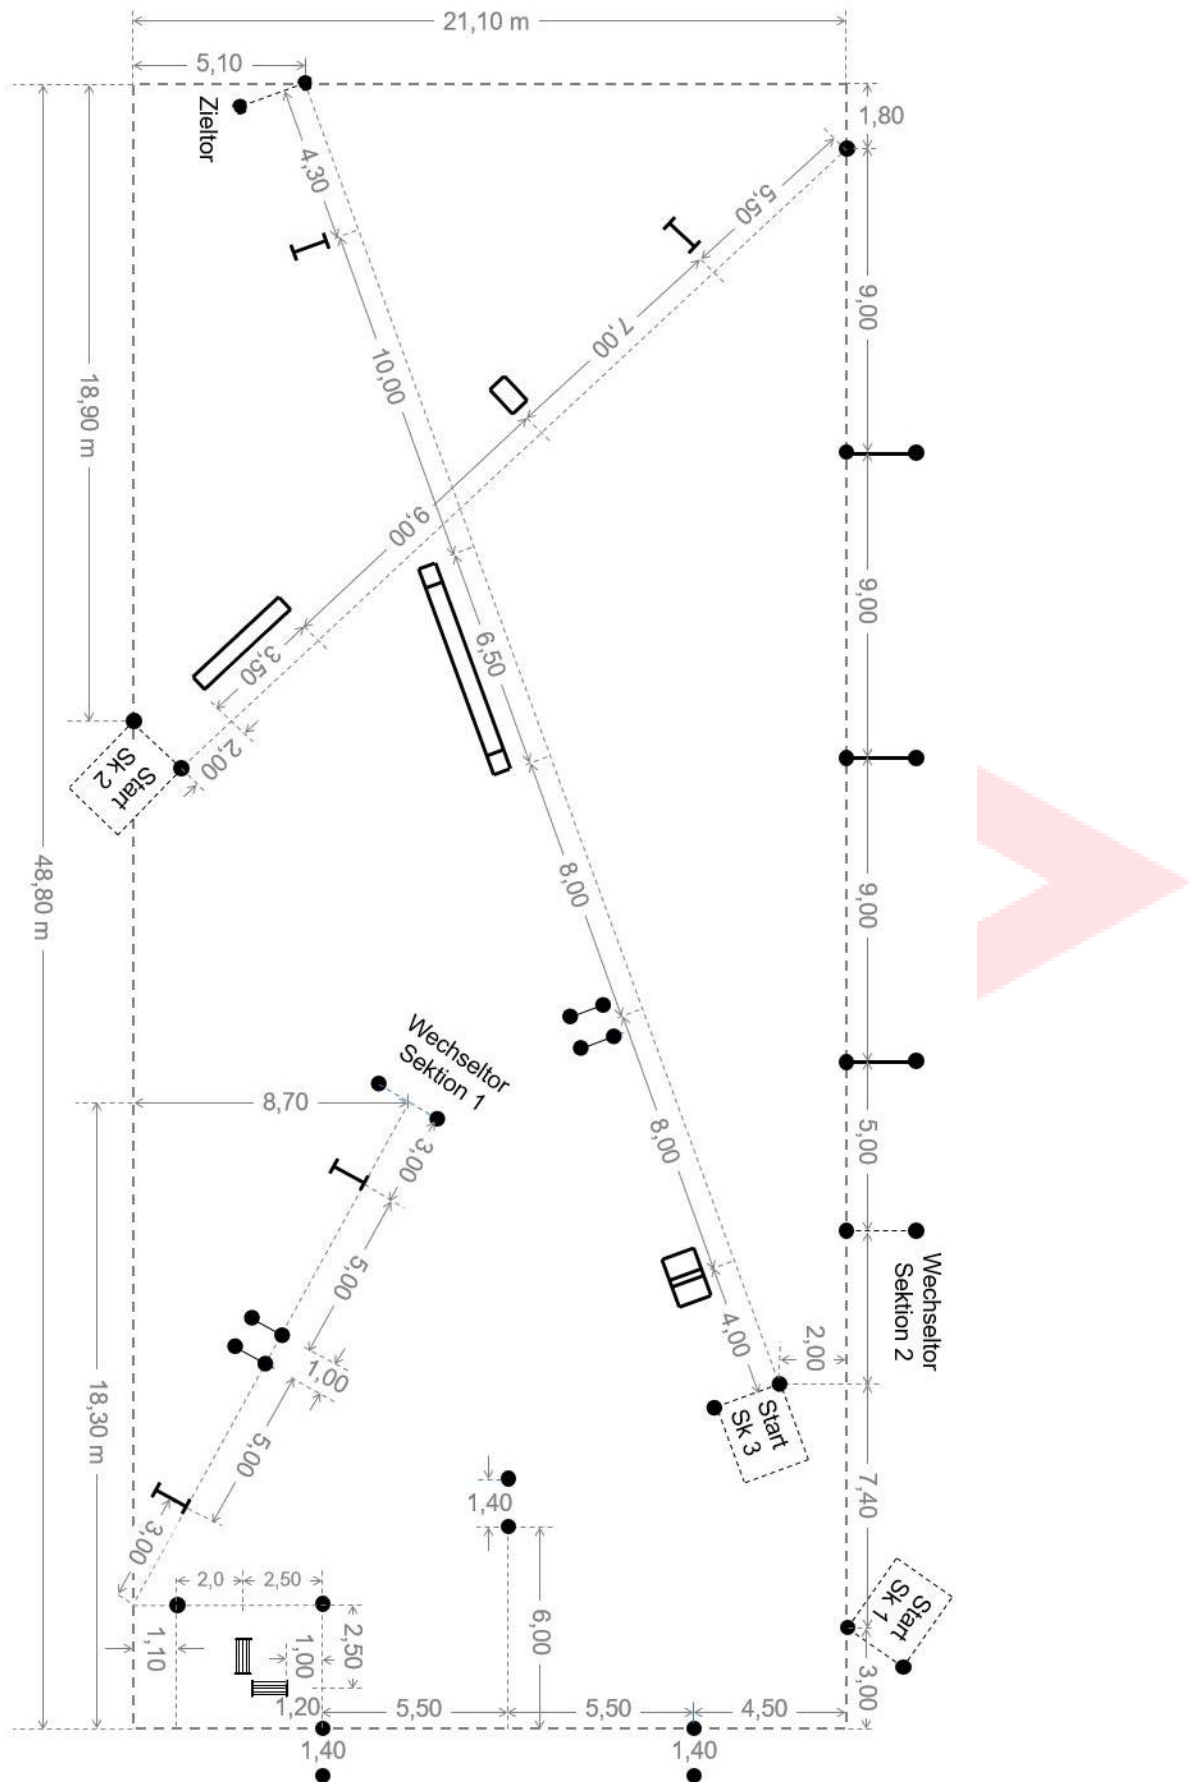 21,10 m
5,10
1,80
Zieltor
4,30
5,50
9,00
7,00
10,00
18,90 m
9,00
9,00
6,50
3,50
2,00
Start
Sk 2
8,00
9,00
48,80 m
Wechseltor
Sektion 1
8,70
3,00
8,00
5,00
5,00
Wechseltor
Sektion 2
4,00
2,00
1,00
18,30 m
Start
Sk 3
5,00
1,40
7,40
3,00
2,0
2,50
Start
Sk 1
1,10
1,00
2,50
6,00
3,00
1,20
5,50
5,50
4,50
1,40
1,40